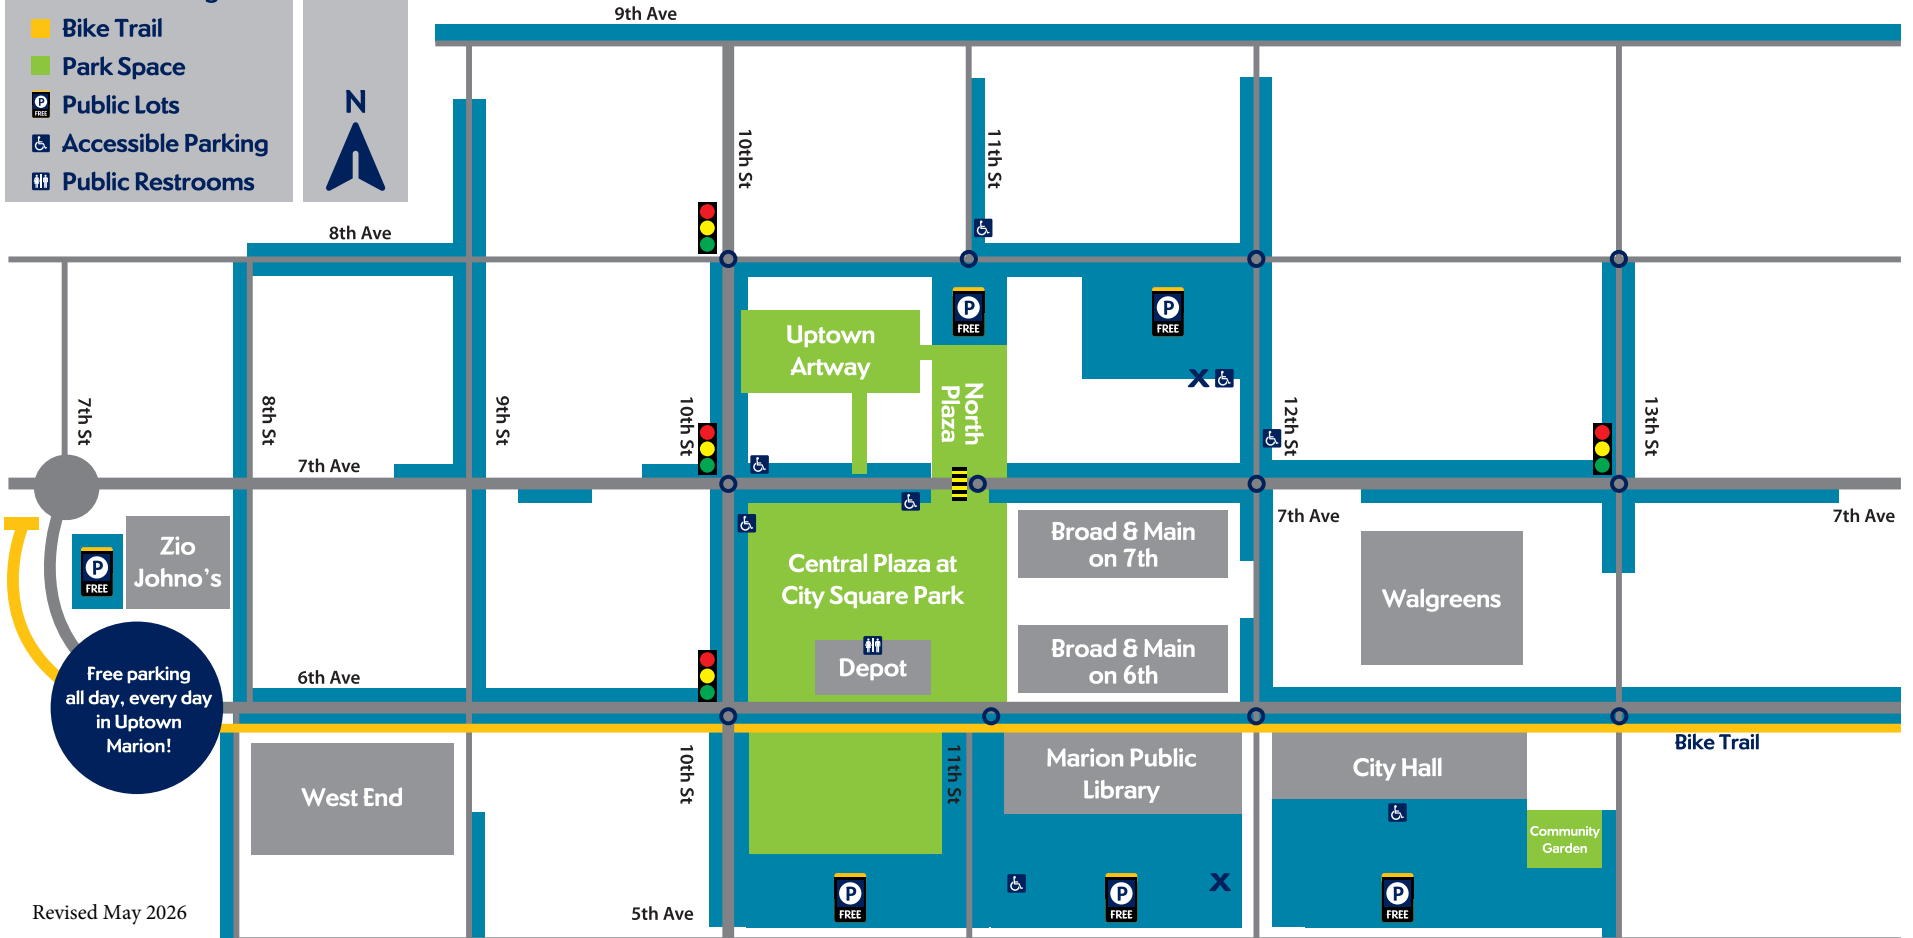 Bike Trail
Park Space
P
FREE
Public Lots
Accessible Parking
Public Restrooms
N
9th Ave
10th St
11th St
8th Ave
P
FREE
P
FREE
Uptown
Artway
North
Plaza
7th St
8th St
9th St
10th St
12th St
13th St
7th Ave
7th Ave
7th Ave
P
FREE
Zio
Johno's
Central Plaza at
City Square Park
Depot
Broad & Main
on 7th
Broad & Main
on 6th
Walgreens
6th Ave
Free parking
all day, every day
in Uptown
Marion!
Bike Trail
West End
10th St
11th St
Marion Public
Library
City Hall
Community
Garden
X
X
P
FREE
P
FREE
P
FREE
5th Ave
Revised May 2026